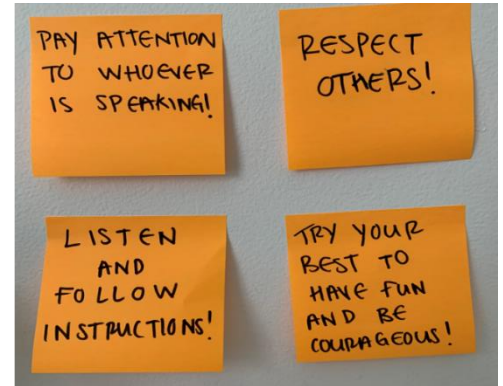 PAY ATTENTION
TO WHOEVER
IS SPEAKING!
RESPECT
OTHERS!
LISTEN
AND
FOLLOW
INSTRUCTIONS!
TRY YOUR
BEST TO
HAVE FUN
AND BE
COURAGEOUS!